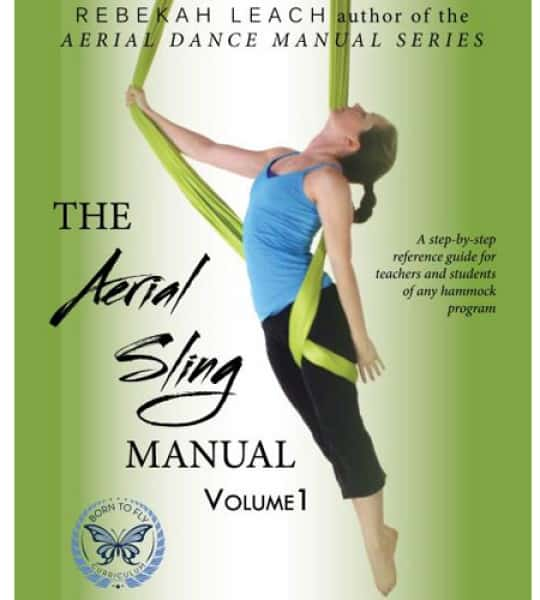 REBEKAH LEACH author of the
AERIAL DANCE MANUAL SERIES
THE
Aerial
Sling
MANUAL
VOLUME 1
A step-by-step
reference guide for
teachers and students
of any hammock
program
BORN TO FLY
CURRICULUM